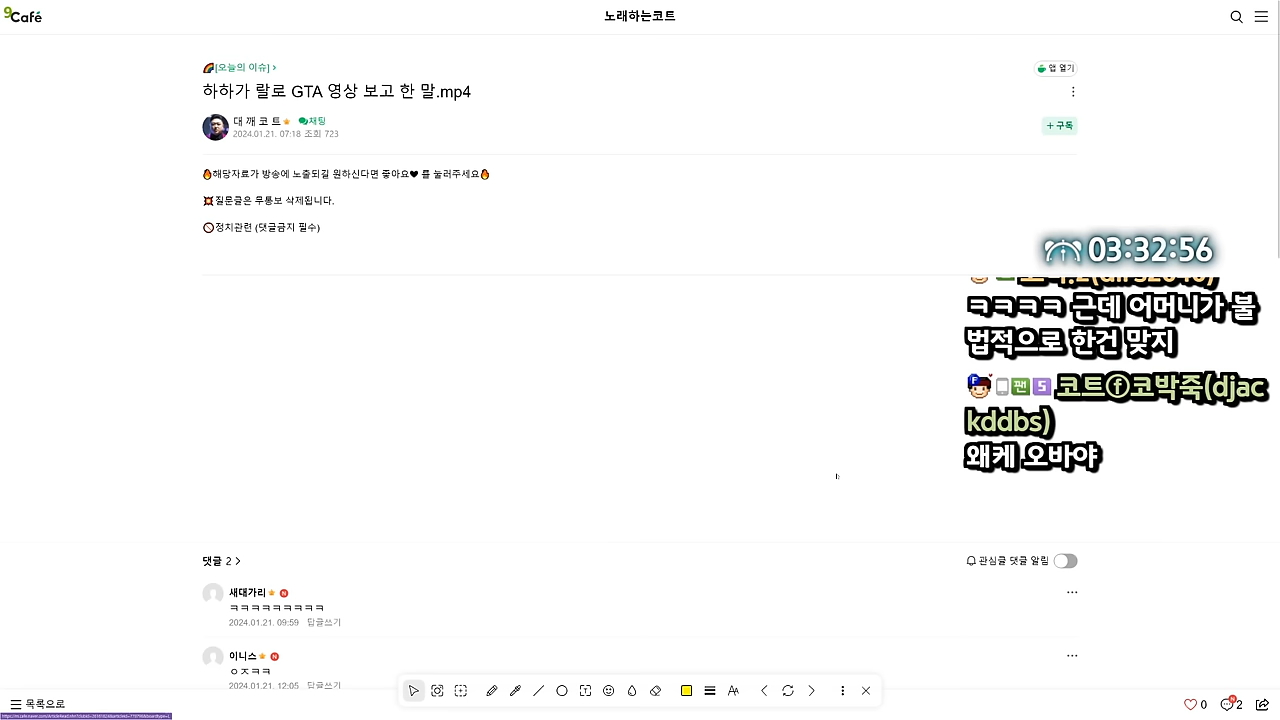 Café
노래하는코트
[오늘의 이슈] >
앱 열기
하하가 랄로 GTA 영상 보고 한 말.mp4
대 깨 코 트 채팅
2024.01.21. 07:18 조회 723
+ 구독
해당자료가 방송에 노출되길 원하신다면 좋아요♥ 를 눌러주세요
질문글은 무통보 삭제됩니다.
정치관련 (댓글금지 필수)
03:32:56
ㅋㅋㅋㅋ 근데 어머니가 불
법적으로 한건 맞지
팬 5 코트ⓕ코박죽(djac
kddbs)
왜케 오바야
댓글 2 >
관심글 댓글 알림
새대가리 N
ㅋㅋㅋㅋㅋㅋㅋㅋㅋ
2024.01.21. 09:59 답글쓰기
이니스 N
ㅇㅈㅋㅋ
2024.01.21. 12:05 답글쓰기
목록으로
0
2